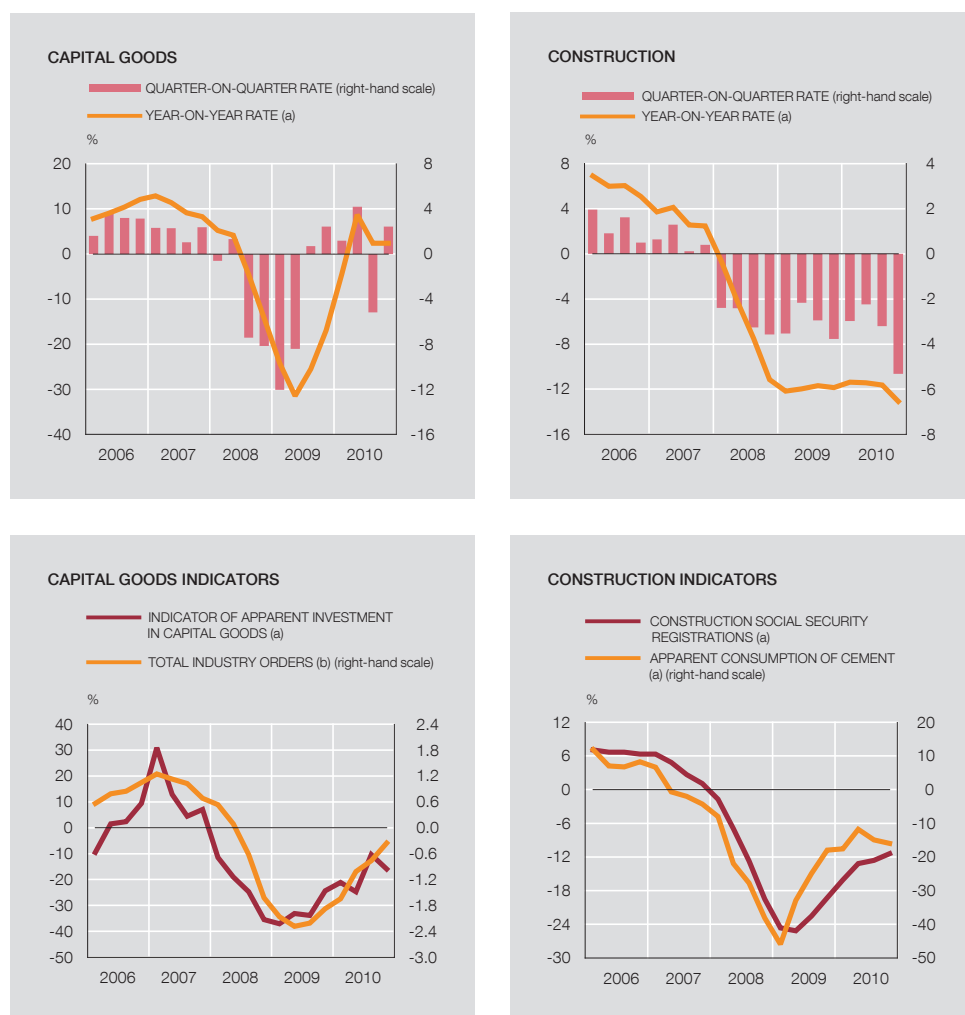 CAPITAL GOODS
QUARTER-ON-QUARTER RATE (right-hand scale)
YEAR-ON-YEAR RATE (a)
%
20 8
10 4
0 0
-10 -4
-20 -8
-30 -12
-40 -16
2006 2007 2008 2009 2010
CONSTRUCTION
QUARTER-ON-QUARTER RATE (right-hand scale)
YEAR-ON-YEAR RATE (a)
%
8 4
4 2
0 0
-4 -2
-8 -4
-12 -6
-16 -8
2006 2007 2008 2009 2010
CAPITAL GOODS INDICATORS
INDICATOR OF APPARENT INVESTMENT
IN CAPITAL GOODS (a)
TOTAL INDUSTRY ORDERS (b) (right-hand scale)
%
40 2.4
30 1.8
20 1.2
10 0.6
0 0.0
-10 -0.6
-20 -1.2
-30 -1.8
-40 -2.4
-50 -3.0
2006 2007 2008 2009 2010
CONSTRUCTION INDICATORS
CONSTRUCTION SOCIAL SECURITY
REGISTRATIONS (a)
APPARENT CONSUMPTION OF CEMENT
(a) (right-hand scale)
%
12 20
6 10
0 0
-6 -10
-12 -20
-18 -30
-24 -40
-30 -50
2006 2007 2008 2009 2010